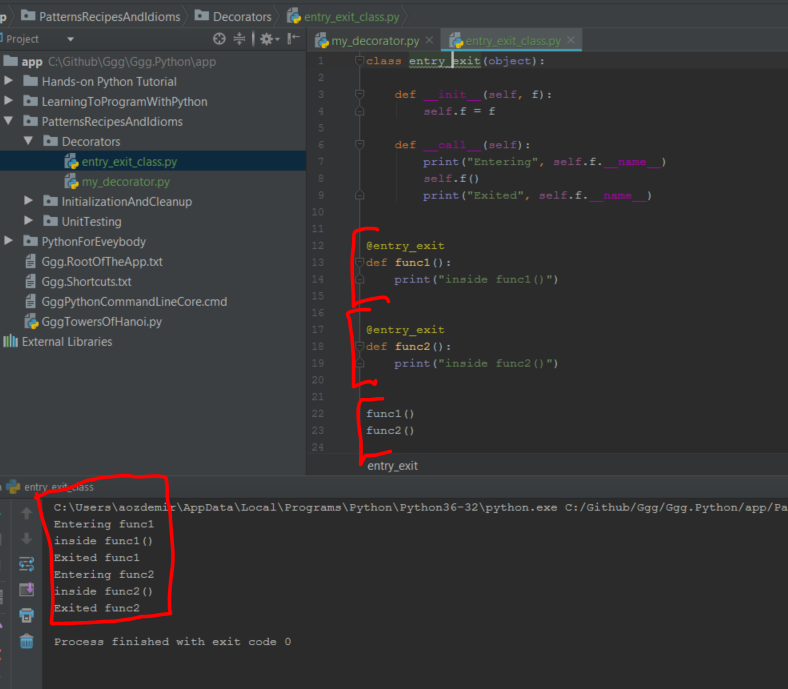 p PatternsRecipesAndIdioms Decorators entry_exit_class.py
Project
my_decorator.py
entry_exit_class.py
app C:\Github\Ggg\Ggg.Python\app
Hands-on Python Tutorial
LearningToProgramWithPython
PatternsRecipesAndIdioms
Decorators
entry_exit_class.py
my_decorator.py
InitializationAndCleanup
UnitTesting
PythonForEveybody
Ggg.RootOfTheApp.txt
Ggg.Shortcuts.txt
GggPythonCommandLineCore.cmd
GggTowersOfHanoi.py
External Libraries
1 class entry_exit(object):
2
3 def __init__(self, f):
4 self.f = f
5
6 def __call__(self):
7 print("Entering", self.f.__name__)
8 self.f()
9 print("Exited", self.f.__name__)
10
11
12 @entry_exit
13 def func1():
14 print("inside func1()")
15
16
17 @entry_exit
18 def func2():
19 print("inside func2()")
20
21
22 func1()
23 func2()
24
entry_exit
entry_exit_class
C:\Users\aozdemir\AppData\Local\Programs\Python\Python36-32\python.exe C:/Github/Ggg/Ggg.Python/app/Pa
Entering func1
inside func1()
Exited func1
Entering func2
inside func2()
Exited func2
Process finished with exit code 0